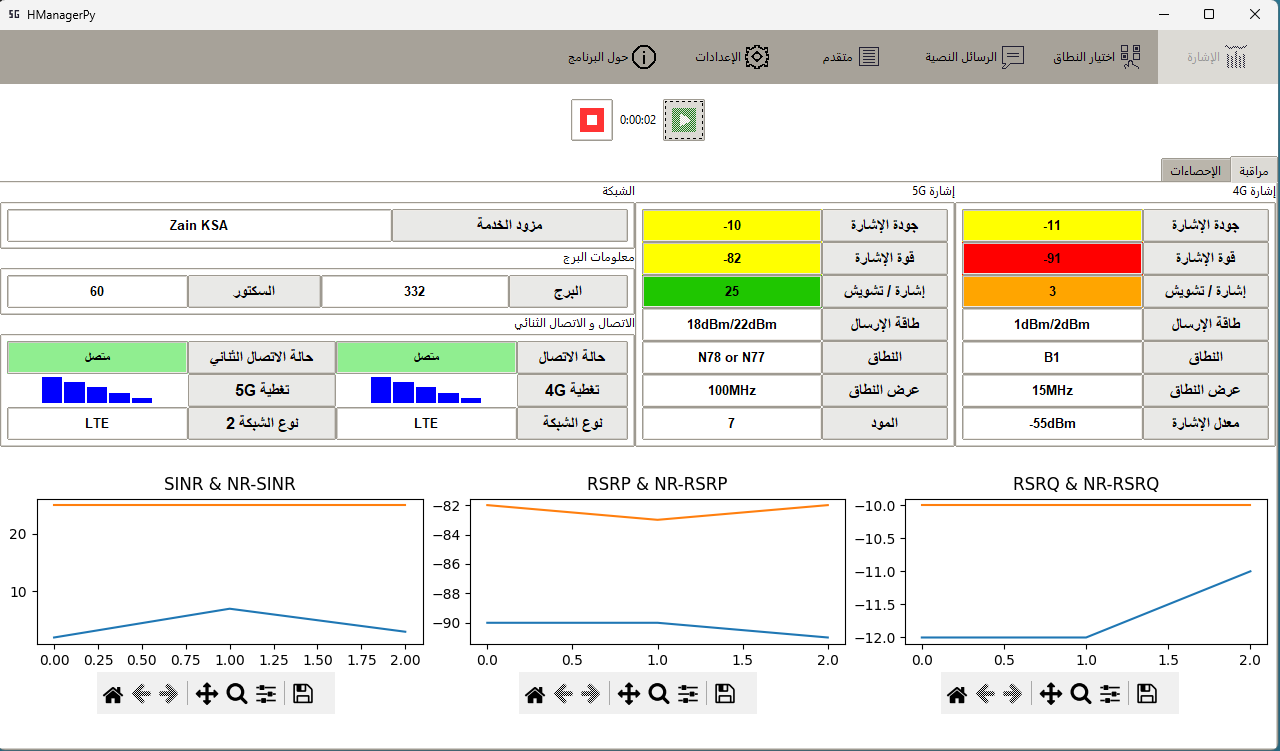 5G HManagerPy
الإشارة
اختيار النطاق
الرسائل النصية
متقدم
الإعدادات
حول البرنامج
0:00:02
مراقبة
الإحصاءات
إشارة 4G
جودة الإشارة -11
قوة الإشارة -91
إشارة / تشويش 3
طاقة الإرسال 1dBm/2dBm
النطاق B1
عرض النطاق 15MHz
معدل الإشارة -55dBm
إشارة 5G
جودة الإشارة -10
قوة الإشارة -82
إشارة / تشويش 25
طاقة الإرسال 18dBm/22dBm
النطاق N78 or N77
عرض النطاق 100MHz
المود 7
الشبكة
مزود الخدمة Zain KSA
معلومات البرج
البرج 332 السكتور 60
الاتصال و الاتصال الثنائي
حالة الاتصال متصل حالة الاتصال الثنائي متصل
تغطية 4G تغطية 5G
نوع الشبكة LTE نوع الشبكة 2 LTE
SINR & NR-SINR
20
10
0.00 0.25 0.50 0.75 1.00 1.25 1.50 1.75 2.00
RSRP & NR-RSRP
−82
−84
−86
−88
−90
0.0 0.5 1.0 1.5 2.0
RSRQ & NR-RSRQ
−10.0
−10.5
−11.0
−11.5
−12.0
0.0 0.5 1.0 1.5 2.0